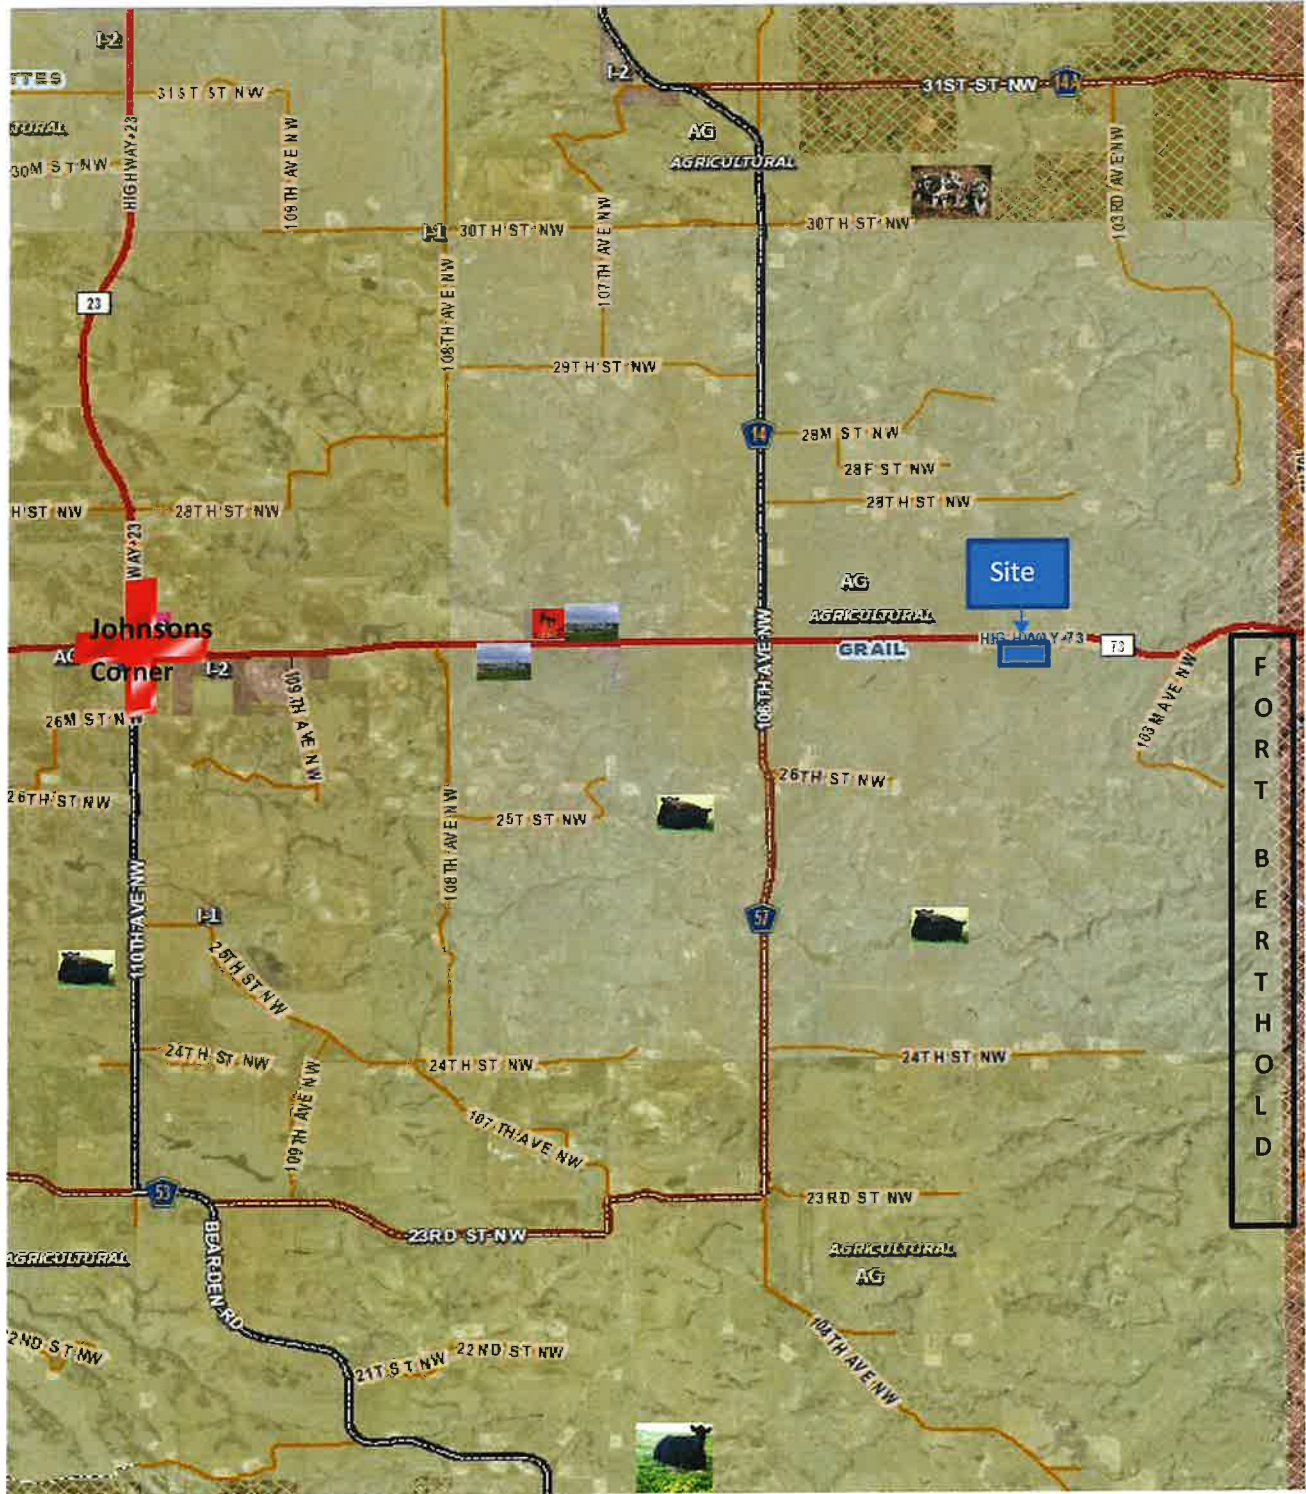 I-2
I-2
31ST ST NW
31ST ST NW
14A
TTES
TURAL
30M ST NW
HIGHWAY 23
109TH AVE NW
AG
AGRICULTURAL
103RD AVE NW
107TH AVE NW
I-1
30TH ST NW
30TH ST NW
23
108TH AVE NW
29TH ST NW
14
28M ST NW
28F ST NW
28TH ST NW
H ST NW
28TH ST NW
WAY 23
Site
AG
AGRICULTURAL
Johnsons
Corner
AG
I-2
HIGHWAY 73
73
GRAIL
FORT BERTHOLD
103M AVE NW
106TH AVE NW
109TH AVE NW
26M ST NW
26TH ST NW
26TH ST NW
25T ST NW
108TH AVE NW
110TH AVE NW
I-1
57
25TH ST NW
24TH ST NW
24TH ST NW
24TH ST NW
109TH AVE NW
107TH AVE NW
53
23RD ST NW
23RD ST NW
BEARDEN RD
AGRICULTURAL
AGRICULTURAL
AG
2ND ST NW
21T ST NW
22ND ST NW
104TH AVE NW